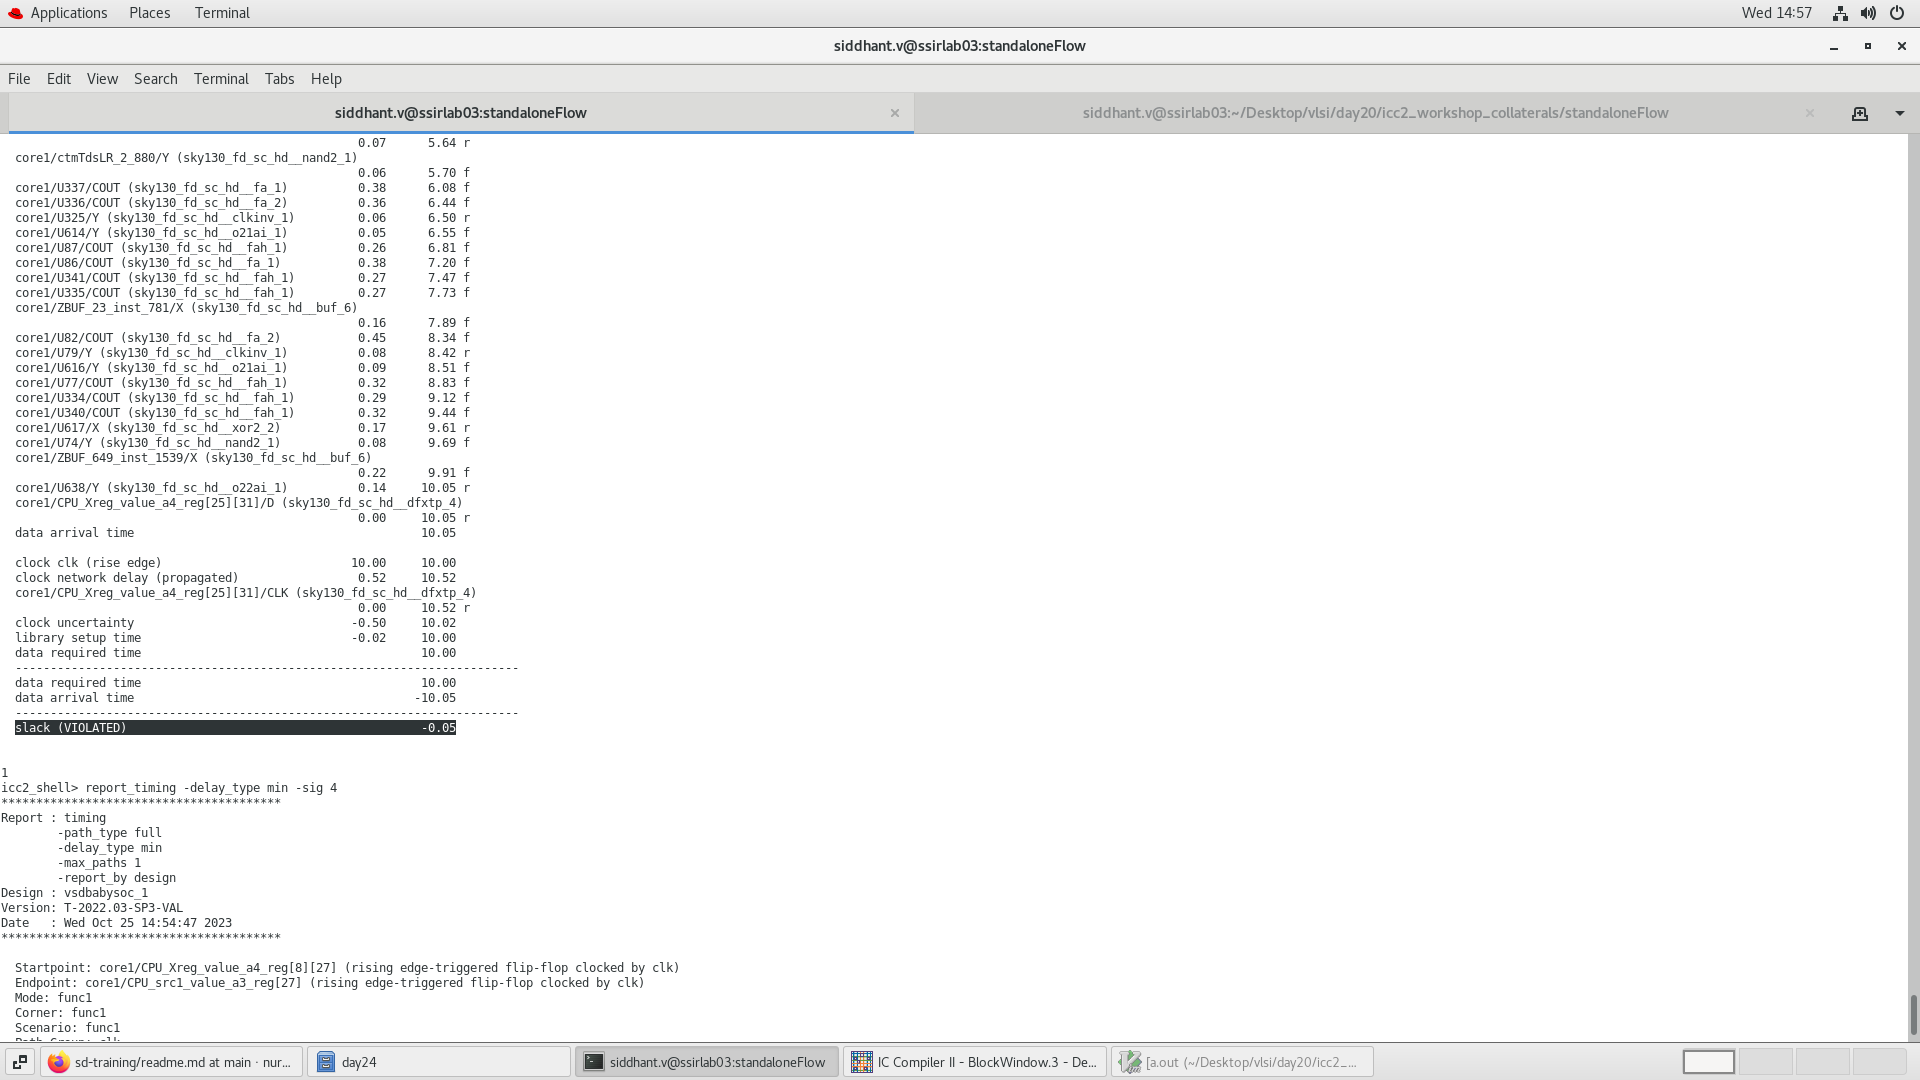 Applications Places Terminal Wed 14:57
siddhant.v@ssirlab03:standaloneFlow
File Edit View Search Terminal Tabs Help
siddhant.v@ssirlab03:standaloneFlow × siddhant.v@ssirlab03:~/Desktop/vlsi/day20/icc2_workshop_collaterals/standaloneFlow ×
0.07 5.64 r
core1/ctmTdsLR_2_880/Y (sky130_fd_sc_hd__nand2_1)
0.06 5.70 f
core1/U337/COUT (sky130_fd_sc_hd__fa_1) 0.38 6.08 f
core1/U336/COUT (sky130_fd_sc_hd__fa_2) 0.36 6.44 f
core1/U325/Y (sky130_fd_sc_hd__clkinv_1) 0.06 6.50 r
core1/U614/Y (sky130_fd_sc_hd__o21ai_1) 0.05 6.55 f
core1/U87/COUT (sky130_fd_sc_hd__fah_1) 0.26 6.81 f
core1/U86/COUT (sky130_fd_sc_hd__fa_1) 0.38 7.20 f
core1/U341/COUT (sky130_fd_sc_hd__fah_1) 0.27 7.47 f
core1/U335/COUT (sky130_fd_sc_hd__fah_1) 0.27 7.73 f
core1/ZBUF_23_inst_781/X (sky130_fd_sc_hd__buf_6)
0.16 7.89 f
core1/U82/COUT (sky130_fd_sc_hd__fa_2) 0.45 8.34 f
core1/U79/Y (sky130_fd_sc_hd__clkinv_1) 0.08 8.42 r
core1/U616/Y (sky130_fd_sc_hd__o21ai_1) 0.09 8.51 f
core1/U77/COUT (sky130_fd_sc_hd__fah_1) 0.32 8.83 f
core1/U334/COUT (sky130_fd_sc_hd__fah_1) 0.29 9.12 f
core1/U340/COUT (sky130_fd_sc_hd__fah_1) 0.32 9.44 f
core1/U617/X (sky130_fd_sc_hd__xor2_2) 0.17 9.61 r
core1/U74/Y (sky130_fd_sc_hd__nand2_1) 0.08 9.69 f
core1/ZBUF_649_inst_1539/X (sky130_fd_sc_hd__buf_6)
0.22 9.91 f
core1/U638/Y (sky130_fd_sc_hd__o22ai_1) 0.14 10.05 r
core1/CPU_Xreg_value_a4_reg[25][31]/D (sky130_fd_sc_hd__dfxtp_4)
0.00 10.05 r
data arrival time 10.05
clock clk (rise edge) 10.00 10.00
clock network delay (propagated) 0.52 10.52
core1/CPU_Xreg_value_a4_reg[25][31]/CLK (sky130_fd_sc_hd__dfxtp_4)
0.00 10.52 r
clock uncertainty -0.50 10.02
library setup time -0.02 10.00
data required time 10.00
------------------------------------------------------------------------
data required time 10.00
data arrival time -10.05
------------------------------------------------------------------------
slack (VIOLATED) -0.05
1
icc2_shell> report_timing -delay_type min -sig 4
****************************************
Report : timing
-path_type full
-delay_type min
-max_paths 1
-report_by design
Design : vsdbabysoc_1
Version: T-2022.03-SP3-VAL
Date : Wed Oct 25 14:54:47 2023
****************************************
Startpoint: core1/CPU_Xreg_value_a4_reg[8][27] (rising edge-triggered flip-flop clocked by clk)
Endpoint: core1/CPU_src1_value_a3_reg[27] (rising edge-triggered flip-flop clocked by clk)
Mode: func1
Corner: func1
Scenario: func1
sd-training/readme.md at main · nur... day24 siddhant.v@ssirlab03:standaloneFlow IC Compiler II - BlockWindow.3 - De... [a.out (~/Desktop/vlsi/day20/icc2_...